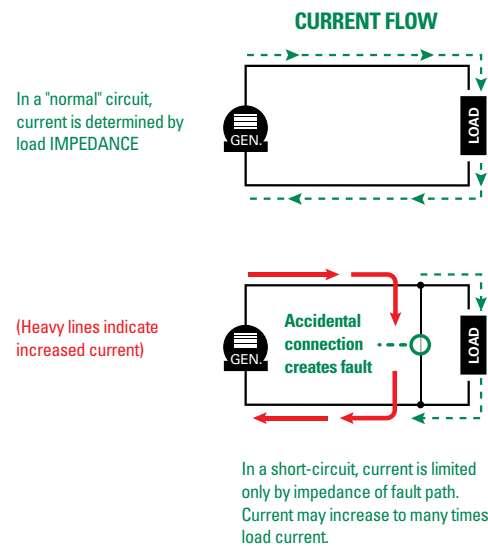 CURRENT FLOW
In a "normal" circuit,
current is determined by
load IMPEDANCE
GEN.
LOAD
(Heavy lines indicate
increased current)
GEN.
Accidental
connection
creates fault
LOAD
In a short-circuit, current is limited
only by impedance of fault path.
Current may increase to many times
load current.